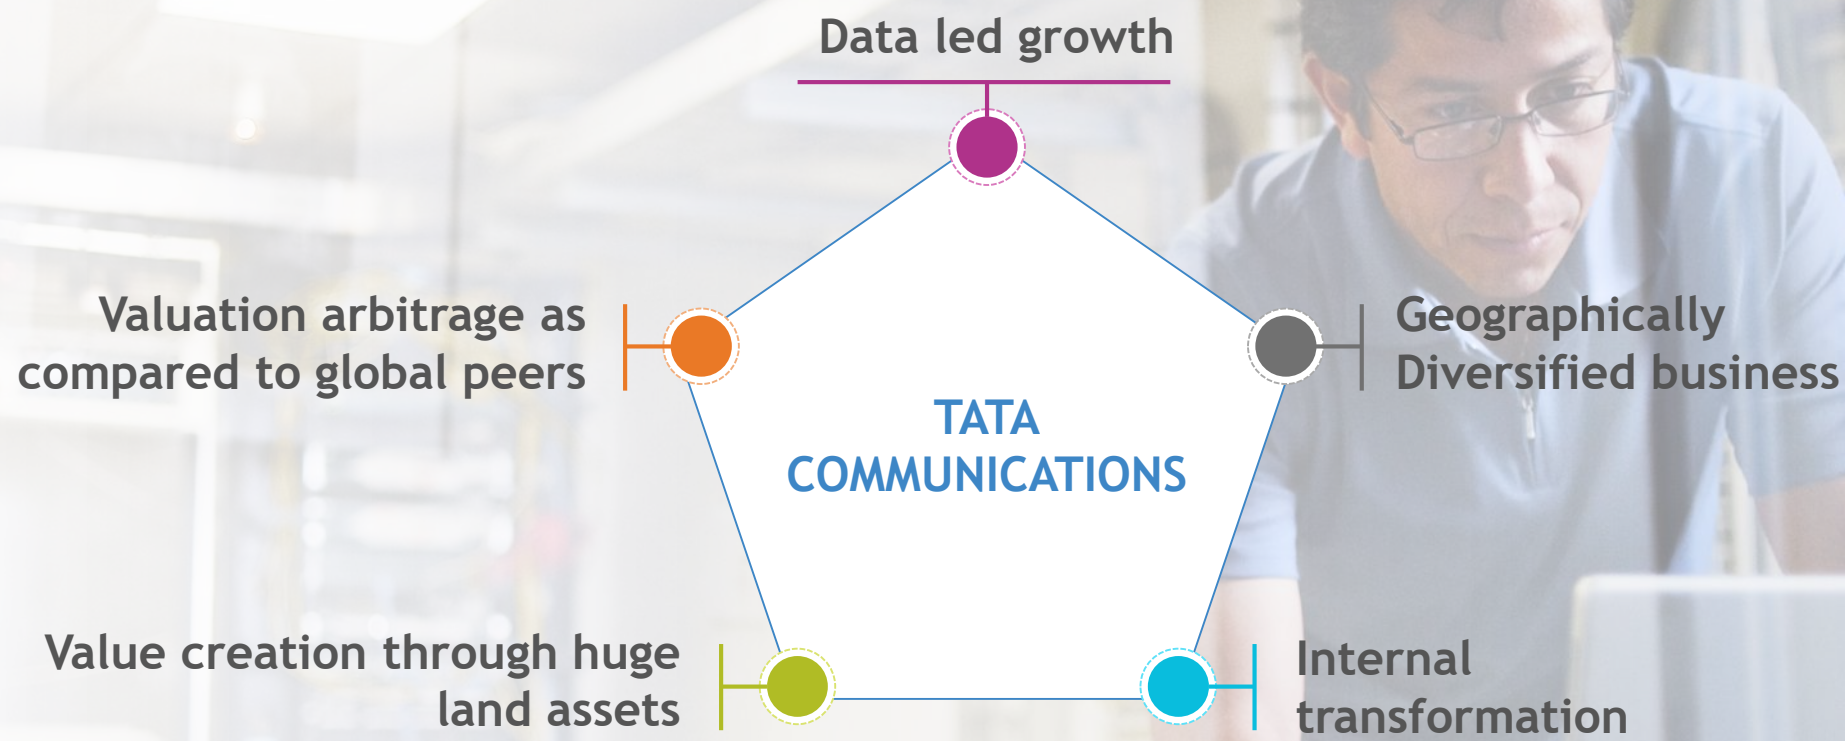 Data led growth
Valuation arbitrage as
compared to global peers
Geographically
Diversified business
TATA
COMMUNICATIONS
Value creation through huge
land assets
Internal
transformation